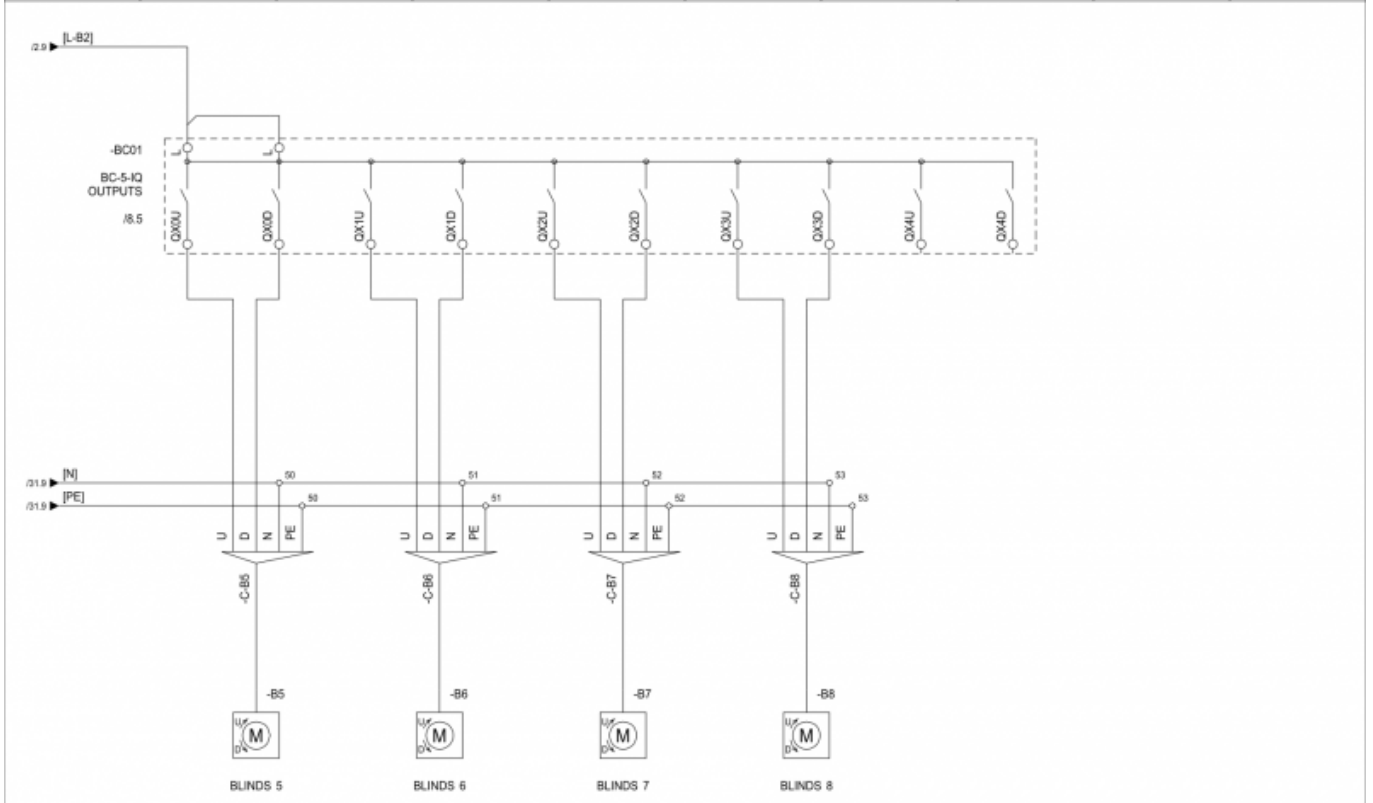 [L-B2]
/2.9
-BC01
L
L
BC-5-IQ
OUTPUTS
/8.5
QX0U
QX0D
QX1U
QX1D
QX2U
QX2D
QX3U
QX3D
QX4U
QX4D
[N]
/31.9
50
51
52
53
[PE]
/31.9
50
51
52
53
U D N PE
U D N PE
U D N PE
U D N PE
-C-B5
-C-B6
-C-B7
-C-B8
-B5
-B6
-B7
-B8
U
M
D
U
M
D
U
M
D
U
M
D
BLINDS 5
BLINDS 6
BLINDS 7
BLINDS 8